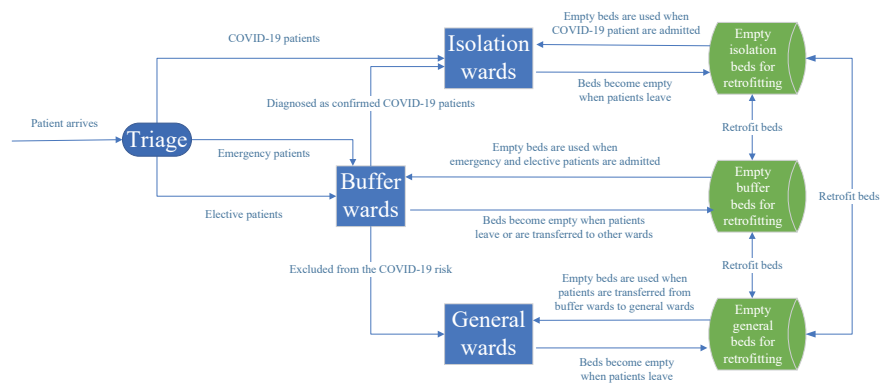 COVID-19 patients
Isolation
wards
Empty beds are used when
COVID-19 patient are admitted
Empty
isolation
beds for
retrofitting
Beds become empty
when patients leave
Diagnosed as confirmed COVID-19 patients
Patient arrives
Triage
Emergency patients
Retrofit beds
Empty beds are used when
emergency and elective patients are admitted
Buffer
wards
Empty
buffer
beds for
retrofitting
Retrofit beds
Elective patients
Beds become empty when patients
leave or are transferred to other wards
Excluded from the COVID-19 risk
Retrofit beds
Empty beds are used when
patients are transferred from
buffer wards to general wards
General
wards
Empty
general
beds for
retrofitting
Beds become empty
when patients leave